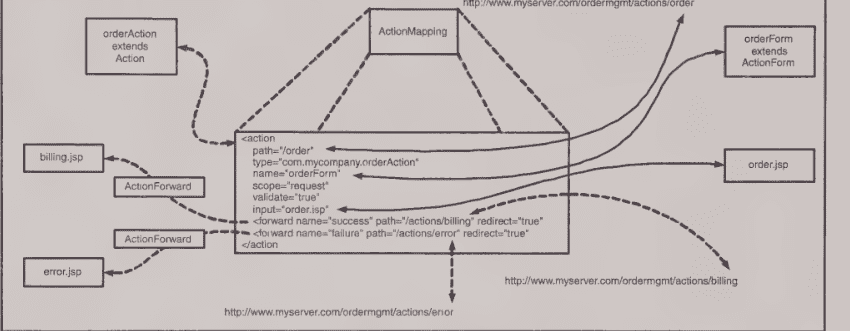 http://www.myserver.com/ordermgmt/actions/order
orderAction
extends
Action
ActionMapping
orderForm
extends
ActionForm
<action
path="/order"
type="com.mycompany.orderAction"
name="orderForm"
scope="request"
validate="true"
input="order.jsp"
<forward name="success" path="/actions/billing" redirect="true"
<forward name="failure" path="/actions/error" redirect="true"
</action
billing.jsp
ActionForward
order.jsp
ActionForward
error.jsp
http://www.myserver.com/ordermgmt/actions/billing
http://www.myserver.com/ordermgmt/actions/error